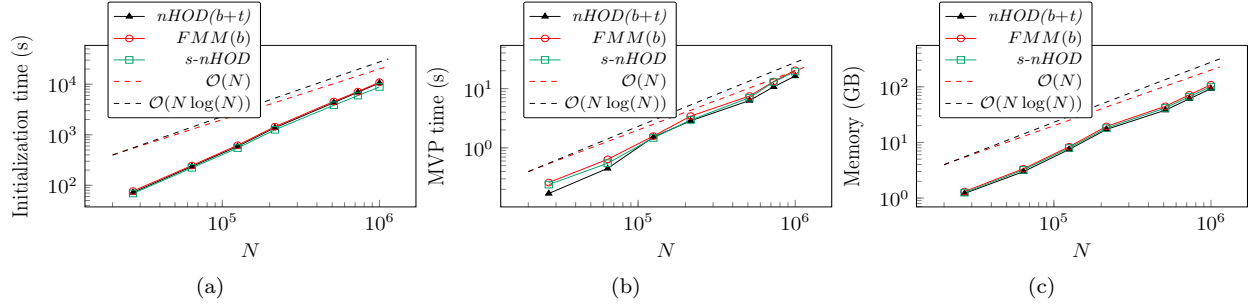 nHOD(b+t)
FMM(b)
s-nHOD
O(N)
O(N log(N))
Initialization time (s)
10^4
10^3
10^2
10^5
10^6
N
(a)
nHOD(b+t)
FMM(b)
s-nHOD
O(N)
O(N log(N))
MVP time (s)
10^1
10^0
10^5
10^6
N
(b)
nHOD(b+t)
FMM(b)
s-nHOD
O(N)
O(N log(N))
Memory (GB)
10^2
10^1
10^0
10^5
10^6
N
(c)